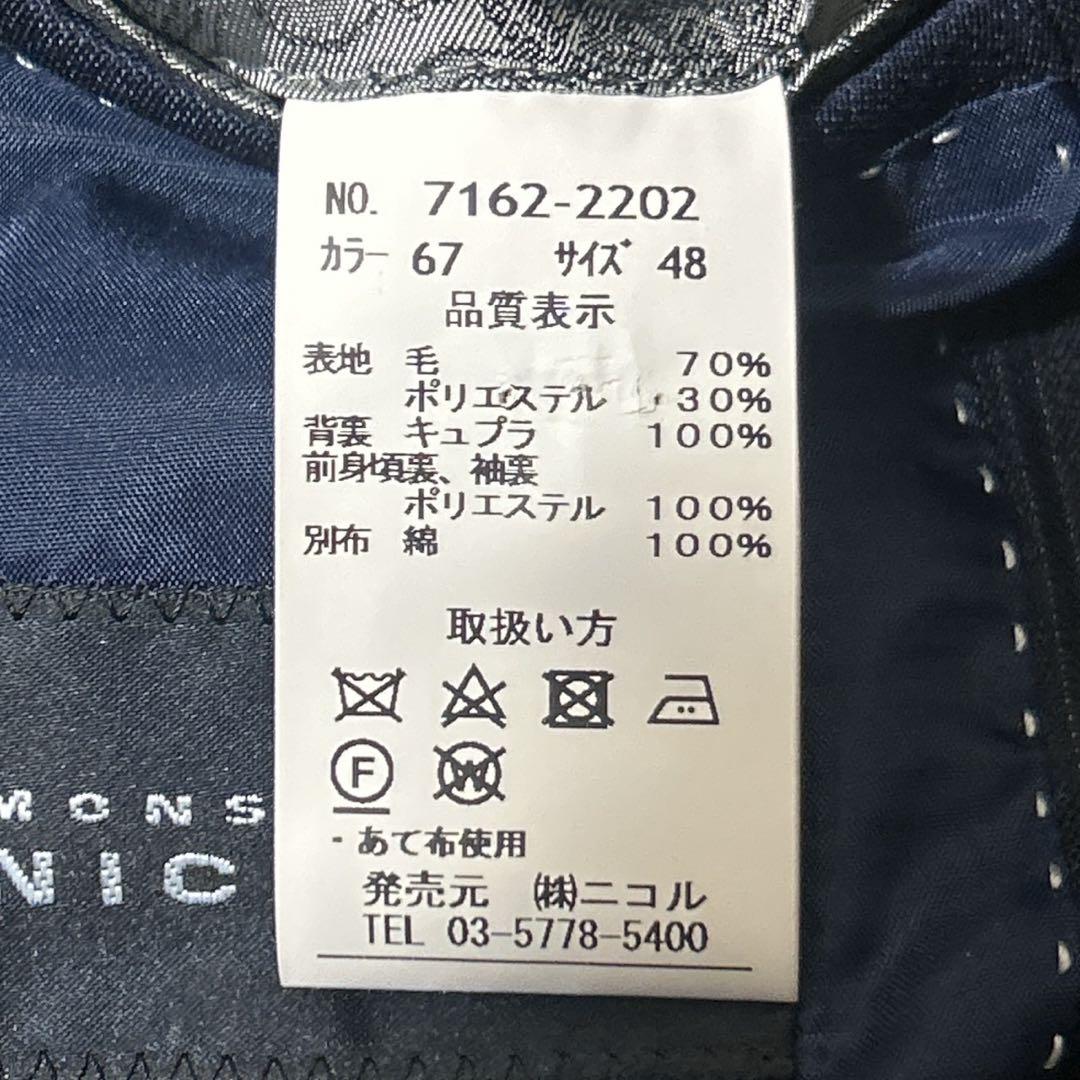 NO. 7162-2202
カラー 67 サイズ 48
品質表示
表地 毛 70%
ポリエステル 30%
背裏 キュプラ 100%
前身頃裏、袖裏
ポリエステル 100%
別布 綿 100%
取扱い方
F W
・あて布使用
発売元 ㈱ニコル
TEL 03-5778-5400
MONS
NIC